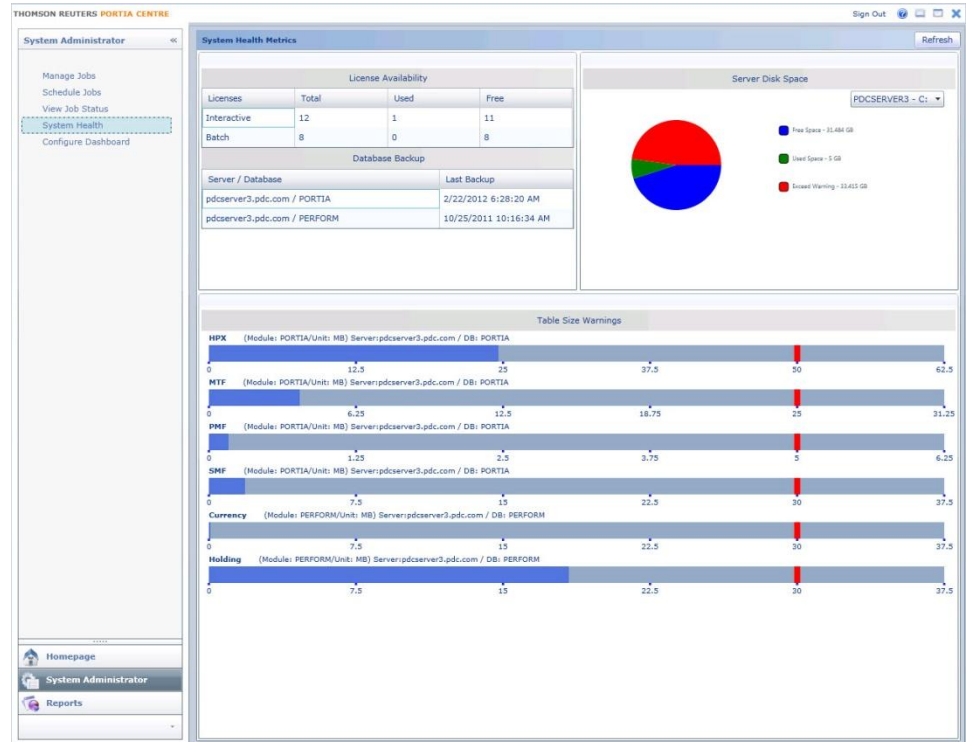 THOMSON REUTERS PORTIA CENTRE
Sign Out
System Administrator
Manage Jobs
Schedule Jobs
View Job Status
System Health
Configure Dashboard
Homepage
System Administrator
Reports
System Health Metrics
Refresh
License Availability
Licenses Total Used Free
Interactive 12 1 11
Batch 8 0 8
Database Backup
Server / Database Last Backup
pdcserver3.pdc.com / PORTIA 2/22/2012 6:28:20 AM
pdcserver3.pdc.com / PERFORM 10/25/2011 10:16:34 AM
Server Disk Space
PDCSERVER3 - C:
Free Space - 31.484 GB
Used Space - 5 GB
Exceed Warning - 33.415 GB
Table Size Warnings
HPX (Module: PORTIA/Unit: MB) Server:pdcserver3.pdc.com / DB: PORTIA
0 12.5 25 37.5 50 62.5
MTF (Module: PORTIA/Unit: MB) Server:pdcserver3.pdc.com / DB: PORTIA
0 6.25 12.5 18.75 25 31.25
PMF (Module: PORTIA/Unit: MB) Server:pdcserver3.pdc.com / DB: PORTIA
0 1.25 2.5 3.75 5 6.25
SMF (Module: PORTIA/Unit: MB) Server:pdcserver3.pdc.com / DB: PORTIA
0 7.5 15 22.5 30 37.5
Currency (Module: PERFORM/Unit: MB) Server:pdcserver3.pdc.com / DB: PERFORM
0 7.5 15 22.5 30 37.5
Holding (Module: PERFORM/Unit: MB) Server:pdcserver3.pdc.com / DB: PERFORM
0 7.5 15 22.5 30 37.5